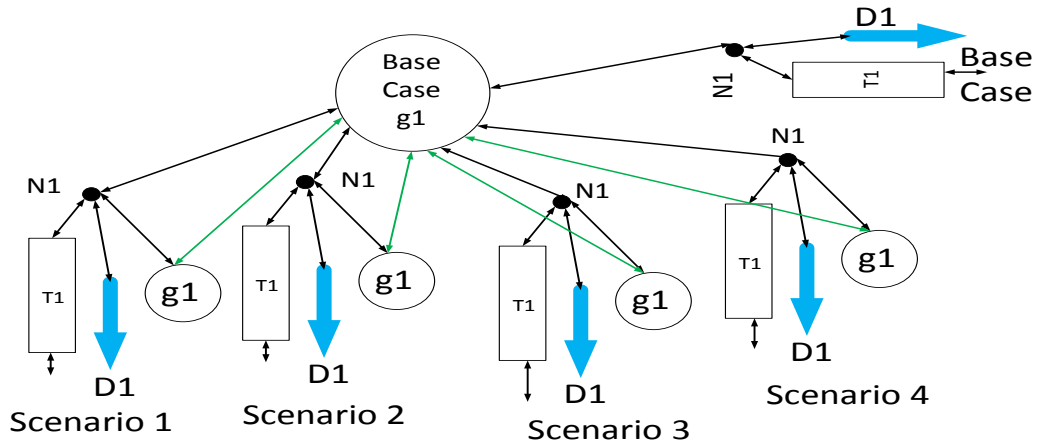 D1
Base
Case
g1
N1
T1
Base
Case
N1
T1
D1
g1
Scenario 1
N1
T1
D1
g1
Scenario 2
N1
T1
D1
g1
Scenario 3
N1
T1
D1
g1
Scenario 4